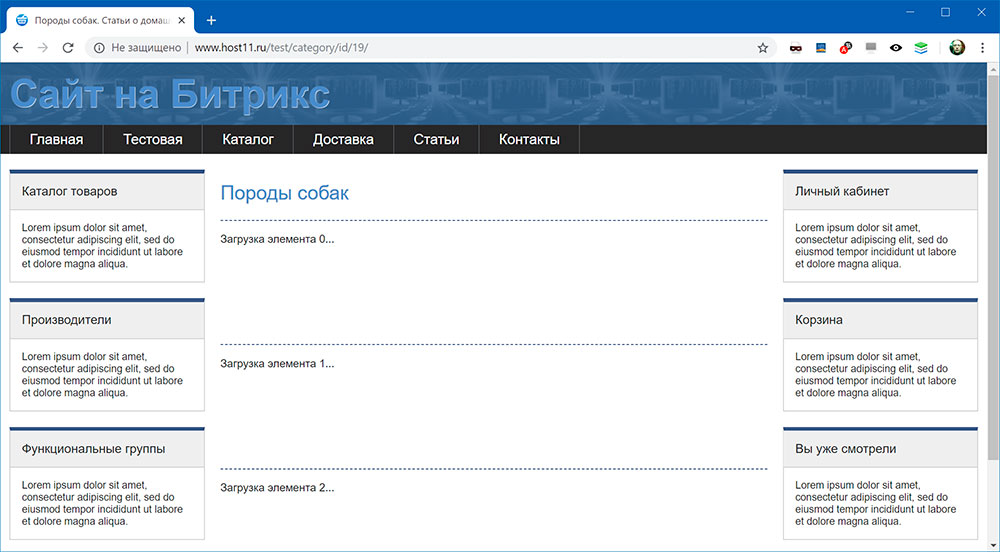 Породы собак. Статьи о домаш
Не защищено
www.host11.ru/test/category/id/19/
Сайт на Битрикс
Главная
Тестовая
Каталог
Доставка
Статьи
Контакты
Каталог товаров
Lorem ipsum dolor sit amet,
consectetur adipiscing elit, sed do
eiusmod tempor incididunt ut labore
et dolore magna aliqua.
Производители
Lorem ipsum dolor sit amet,
consectetur adipiscing elit, sed do
eiusmod tempor incididunt ut labore
et dolore magna aliqua.
Функциональные группы
Lorem ipsum dolor sit amet,
consectetur adipiscing elit, sed do
eiusmod tempor incididunt ut labore
et dolore magna aliqua.
Породы собак
Загрузка элемента 0...
Загрузка элемента 1...
Загрузка элемента 2...
Личный кабинет
Lorem ipsum dolor sit amet,
consectetur adipiscing elit, sed do
eiusmod tempor incididunt ut labore
et dolore magna aliqua.
Корзина
Lorem ipsum dolor sit amet,
consectetur adipiscing elit, sed do
eiusmod tempor incididunt ut labore
et dolore magna aliqua.
Вы уже смотрели
Lorem ipsum dolor sit amet,
consectetur adipiscing elit, sed do
eiusmod tempor incididunt ut labore
et dolore magna aliqua.